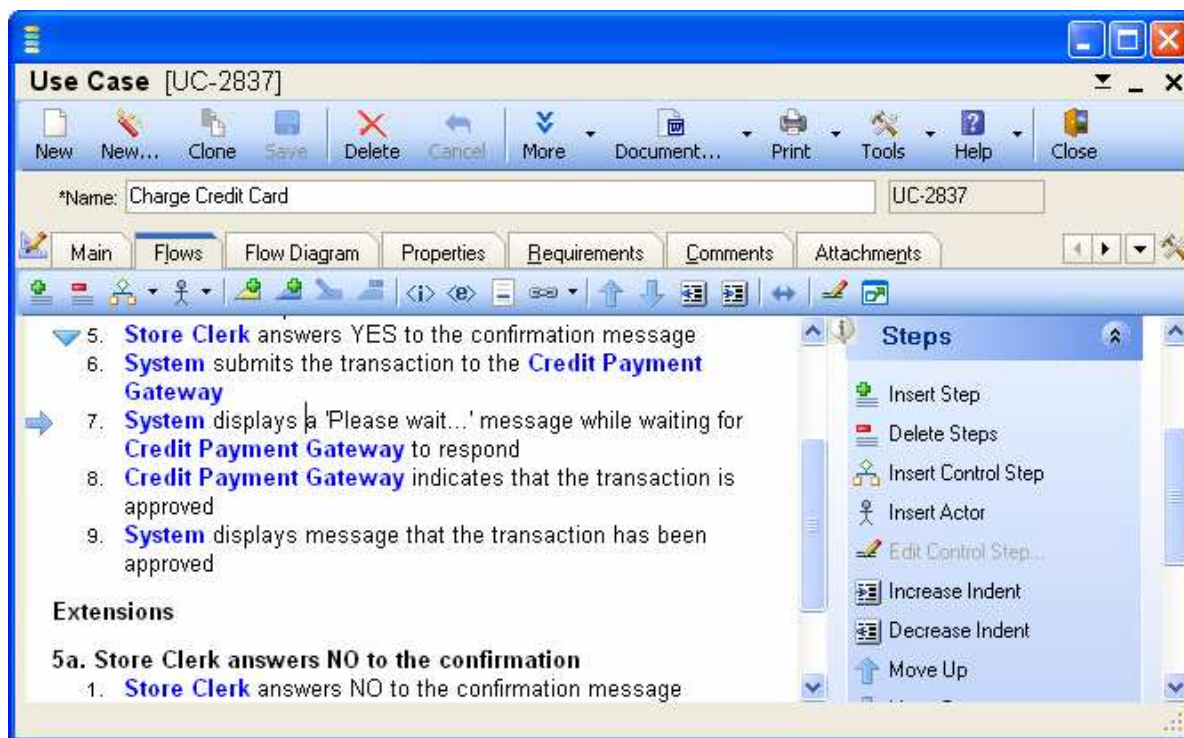 Use Case [UC-2837]
New New... Clone Save Delete Cancel More Document... Print Tools Help Close
*Name: Charge Credit Card UC-2837
Main Flows Flow Diagram Properties Requirements Comments Attachments
<i> <e>
5. Store Clerk answers YES to the confirmation message
6. System submits the transaction to the Credit Payment
Gateway
7. System displays a 'Please wait...' message while waiting for
Credit Payment Gateway to respond
8. Credit Payment Gateway indicates that the transaction is
approved
9. System displays message that the transaction has been
approved
Extensions
5a. Store Clerk answers NO to the confirmation
1. Store Clerk answers NO to the confirmation message
Steps
Insert Step
Delete Steps
Insert Control Step
Insert Actor
Edit Control Step...
Increase Indent
Decrease Indent
Move Up